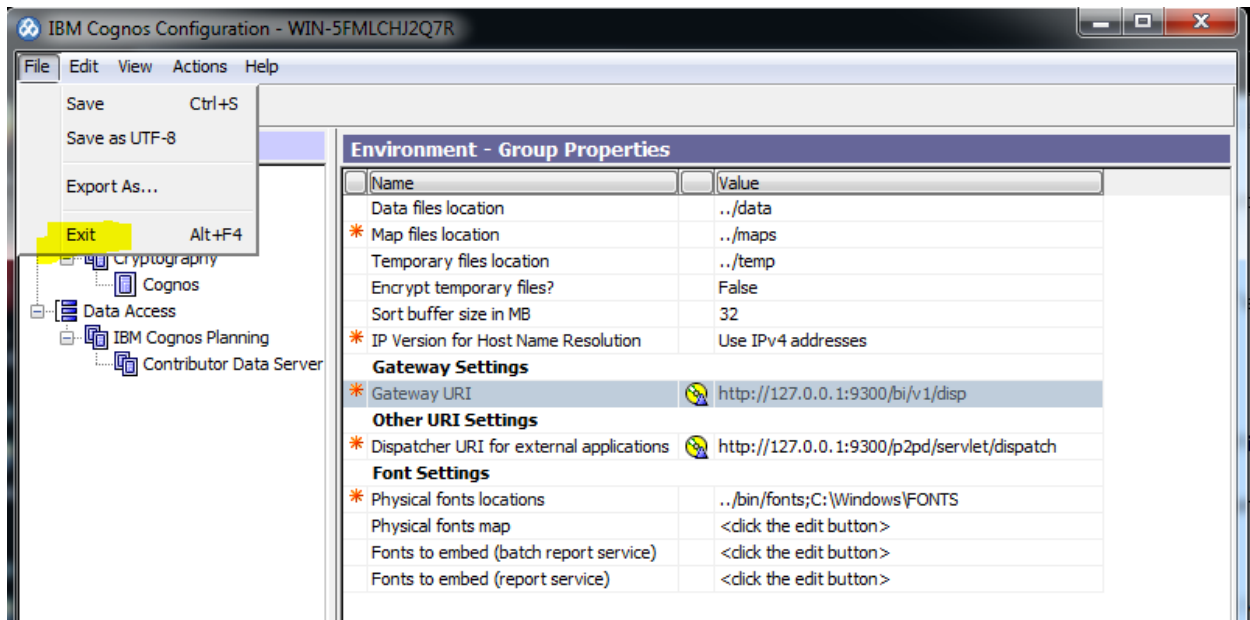 IBM Cognos Configuration - WIN-5FMLCHJ2Q7R
File Edit View Actions Help
Save Ctrl+S
Save as UTF-8
Export As...
Exit Alt+F4
Cryptography
Cognos
Data Access
IBM Cognos Planning
Contributor Data Server
Environment - Group Properties
Name Value
Data files location ../data
* Map files location ../maps
Temporary files location ../temp
Encrypt temporary files? False
Sort buffer size in MB 32
* IP Version for Host Name Resolution Use IPv4 addresses
Gateway Settings
* Gateway URI http://127.0.0.1:9300/bi/v1/disp
Other URI Settings
* Dispatcher URI for external applications http://127.0.0.1:9300/p2pd/servlet/dispatch
Font Settings
* Physical fonts locations ../bin/fonts;C:\Windows\FONTS
Physical fonts map <click the edit button>
Fonts to embed (batch report service) <click the edit button>
Fonts to embed (report service) <click the edit button>